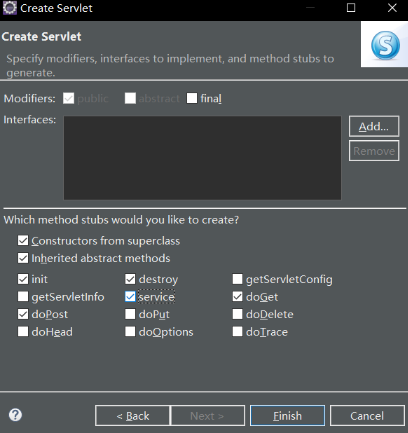 Create Servlet
Create Servlet
Specify modifiers, interfaces to implement, and method stubs to
generate.
S
Modifiers: public abstract final
Interfaces:
Add...
Remove
Which method stubs would you like to create?
Constructors from superclass
Inherited abstract methods
init destroy getServletConfig
getServletInfo service doGet
doPost doPut doDelete
doHead doOptions doTrace
? < Back Next > Finish Cancel